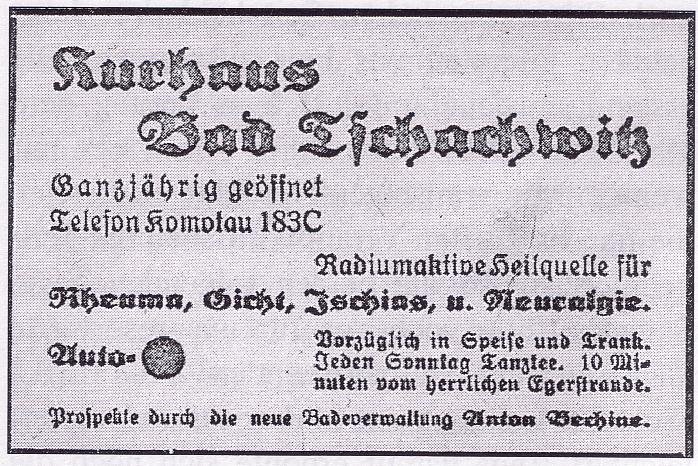 Kurhaus
Bad Tschachwitz
Ganzjährig geöffnet
Telefon Komotau 183C
Radiumaktive Heilquelle für
Rheuma, Gicht, Ischias, u. Neuralgie.
Auto-
Vorzüglich in Speise und Trank.
Jeden Sonntag Tanztee. 10 Mi-
nuten vom herrlichen Egerstrande.
Prospekte durch die neue Badeverwaltung Anton Bechine.